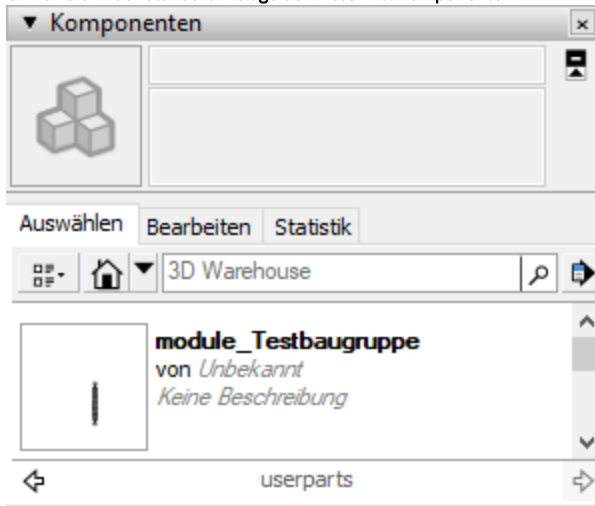 Komponenten
Auswählen Bearbeiten Statistik
3D Warehouse
module_Testbaugruppe
von Unbekannt
Keine Beschreibung
userparts